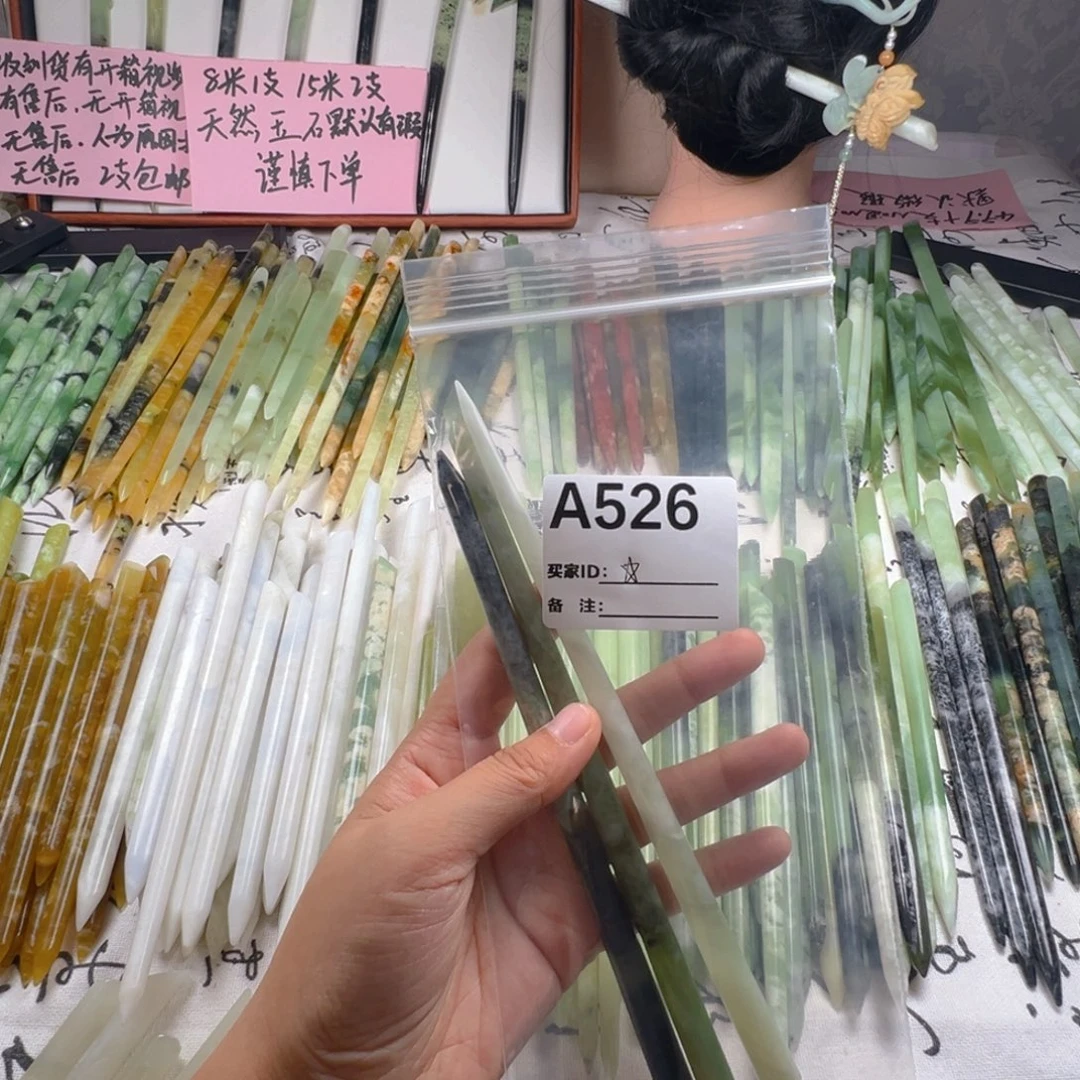 收到货有开箱视频
有售后,无开箱视
无售后.人为原因
无售后 2支包邮
8米1支 15米2支
天然玉石默认有瑕
谨慎下单
A526
买家ID:
备 注: